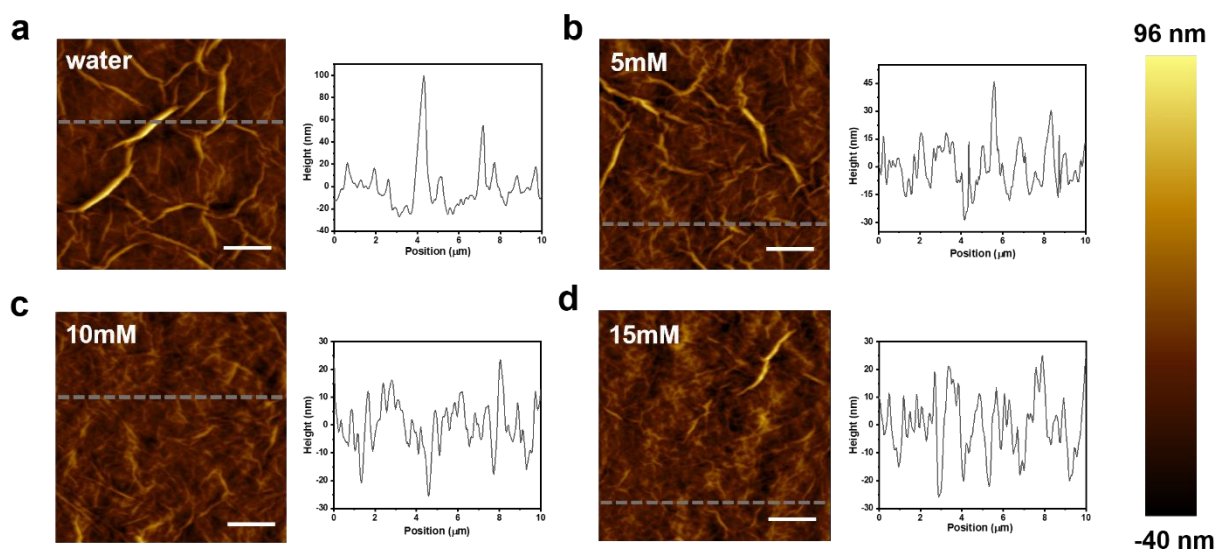 a
water
Height (nm)
100
80
60
40
20
0
-20
-40
0 2 4 6 8 10
Position (μm)
b
5mM
Height (nm)
45
30
15
0
-15
-30
0 2 4 6 8 10
Position (μm)
96 nm
c
10mM
Height (nm)
30
20
10
0
-10
-20
-30
0 2 4 6 8 10
Position (μm)
d
15mM
Height (nm)
30
20
10
0
-10
-20
-30
0 2 4 6 8 10
Position (μm)
-40 nm